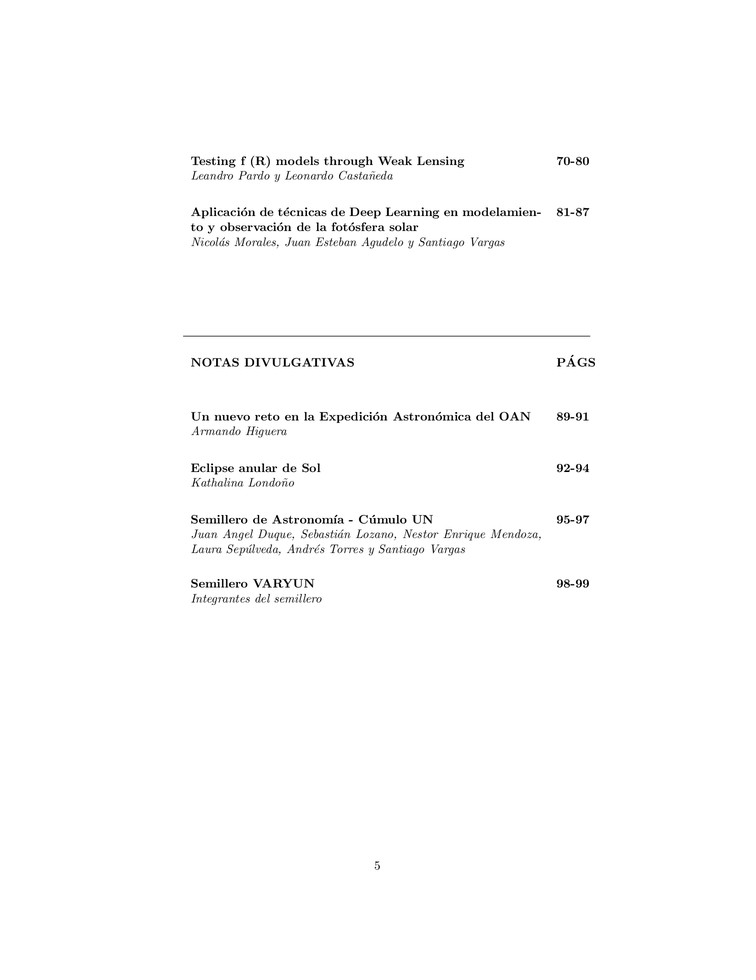 Testing f (R) models through Weak Lensing 70-80
Leandro Pardo y Leonardo Castañeda
Aplicación de técnicas de Deep Learning en modelamien- 81-87
to y observación de la fotósfera solar
Nicolás Morales, Juan Esteban Agudelo y Santiago Vargas
NOTAS DIVULGATIVAS PÁGS
Un nuevo reto en la Expedición Astronómica del OAN 89-91
Armando Higuera
Eclipse anular de Sol 92-94
Kathalina Londoño
Semillero de Astronomía - Cúmulo UN 95-97
Juan Angel Duque, Sebastián Lozano, Nestor Enrique Mendoza,
Laura Sepúlveda, Andrés Torres y Santiago Vargas
Semillero VARYUN 98-99
Integrantes del semillero
5